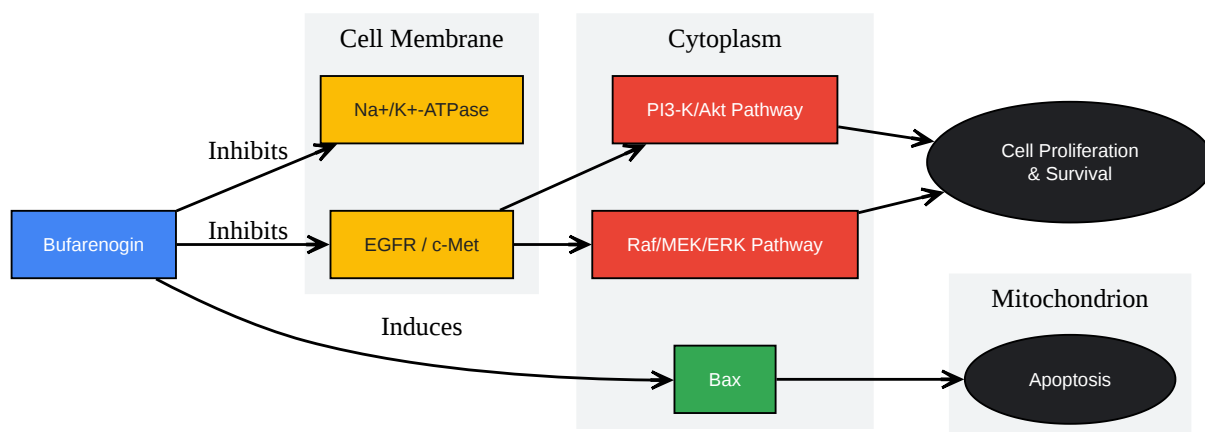 Cell Membrane
Cytoplasm
Na+/K+-ATPase
PI3-K/Akt Pathway
Cell Proliferation
& Survival
Inhibits
Bufarenogin
Inhibits
EGFR / c-Met
Raf/MEK/ERK Pathway
Mitochondrion
Induces
Bax
Apoptosis